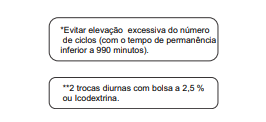 *Evitar elevação excessiva do número
de ciclos (com o tempo de permanência
inferior a 990 minutos).
**2 trocas diurnas com bolsa a 2,5 %
ou Icodextrina.